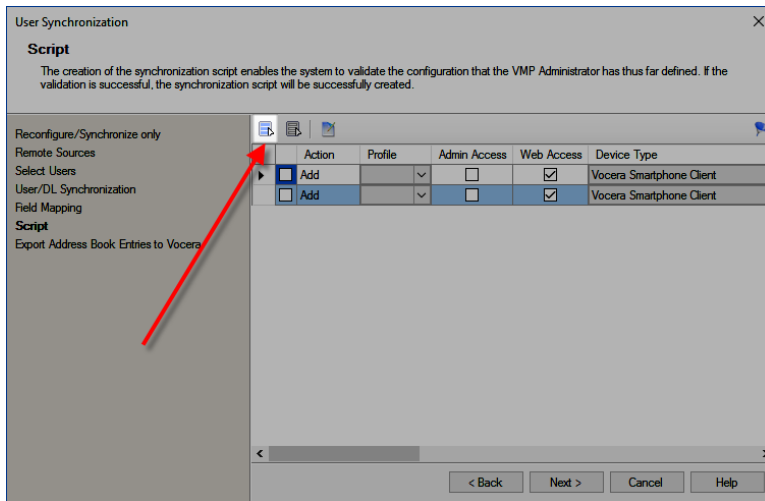 User Synchronization
Script
The creation of the synchronization script enables the system to validate the configuration that the VMP Administrator has thus far defined. If the
validation is successful, the synchronization script will be successfully created.
Reconfigure/Synchronize only
Remote Sources
Select Users
User/DL Synchronization
Field Mapping
Script
Export Address Book Entries to Vocera
Action Profile Admin Access Web Access Device Type
Add Vocera Smartphone Client
Add Vocera Smartphone Client
< Back Next > Cancel Help